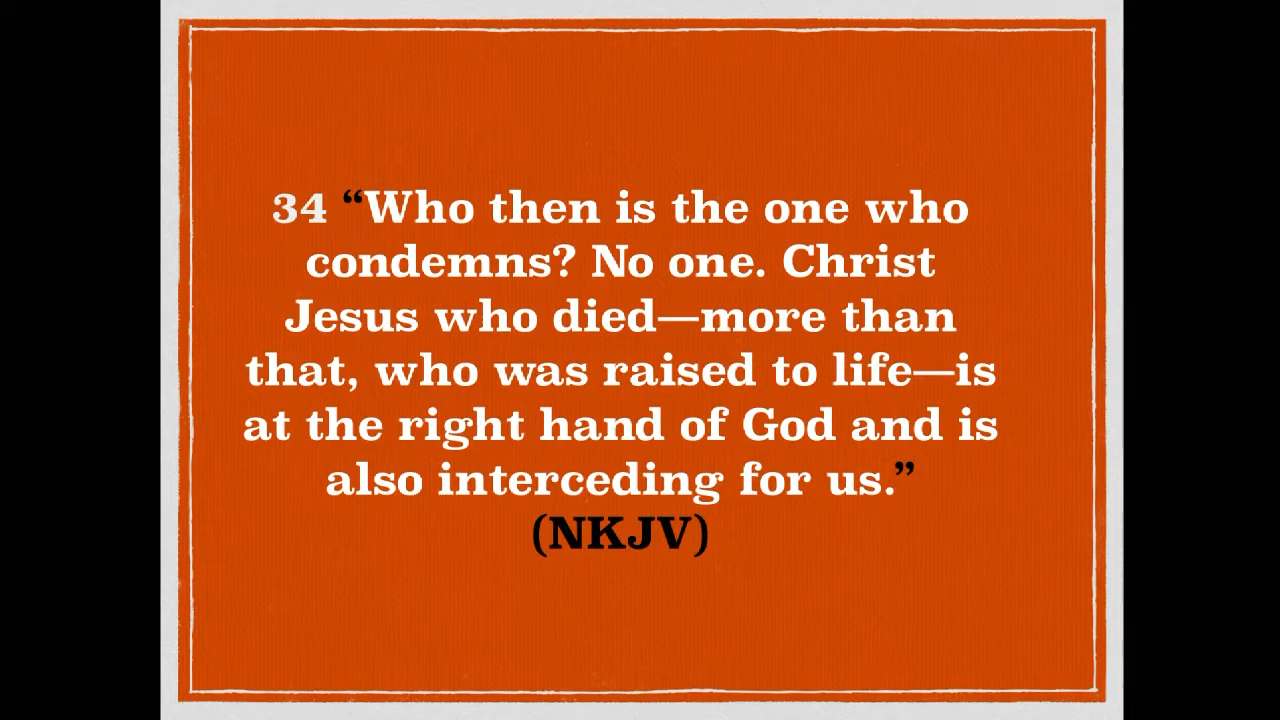 34 “Who then is the one who
condemns? No one. Christ
Jesus who died—more than
that, who was raised to life—is
at the right hand of God and is
also interceding for us.”
(NKJV)